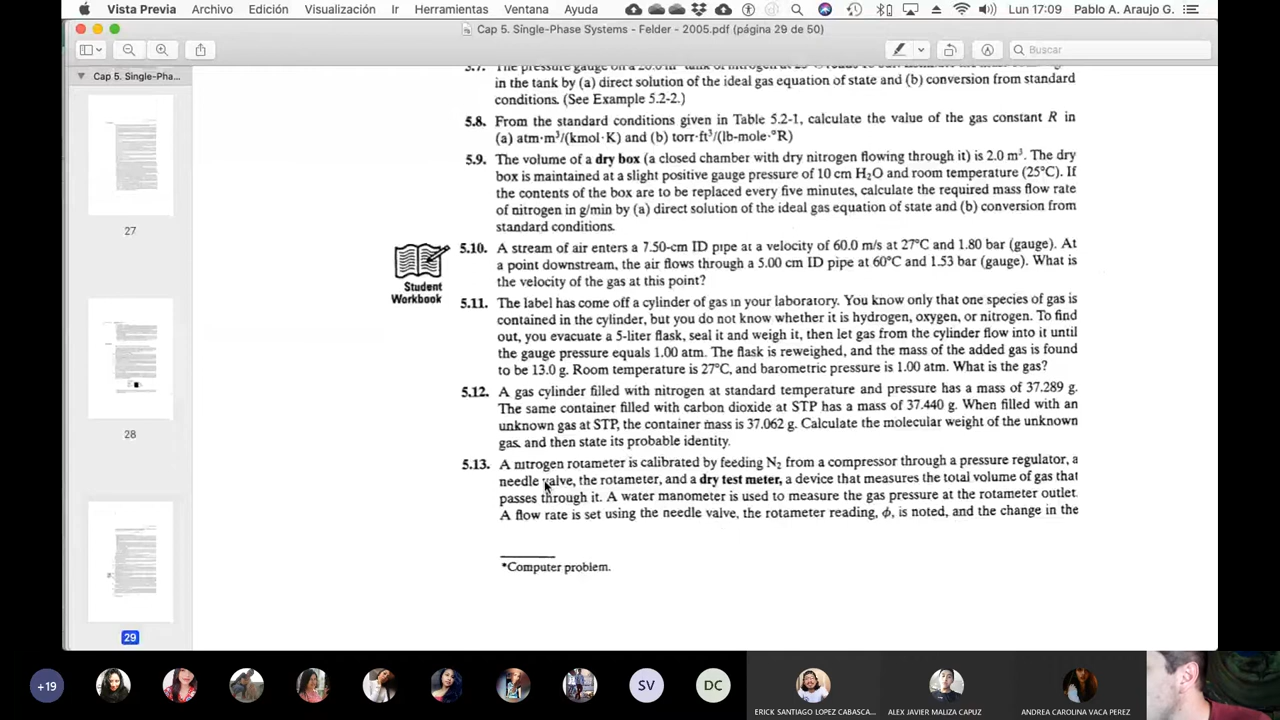 Vista Previa Archivo Edición Visualización Ir Herramientas Ventana Ayuda Lun 17:09 Pablo A. Araujo G.
Cap 5. Single-Phase Systems - Felder - 2005.pdf (página 29 de 50)
Buscar
Cap 5. Single-Pha...
27
28
29
in the tank by (a) direct solution of the ideal gas equation of state and (b) conversion from standard
conditions. (See Example 5.2-2.)
5.8. From the standard conditions given in Table 5.2-1, calculate the value of the gas constant R in
(a) atm·m³/(kmol·K) and (b) torr·ft³/(lb-mole·°R)
5.9. The volume of a dry box (a closed chamber with dry nitrogen flowing through it) is 2.0 m³. The dry
box is maintained at a slight positive gauge pressure of 10 cm H₂O and room temperature (25°C). If
the contents of the box are to be replaced every five minutes, calculate the required mass flow rate
of nitrogen in g/min by (a) direct solution of the ideal gas equation of state and (b) conversion from
standard conditions.
Student
Workbook
5.10. A stream of air enters a 7.50-cm ID pipe at a velocity of 60.0 m/s at 27°C and 1.80 bar (gauge). At
a point downstream, the air flows through a 5.00 cm ID pipe at 60°C and 1.53 bar (gauge). What is
the velocity of the gas at this point?
5.11. The label has come off a cylinder of gas in your laboratory. You know only that one species of gas is
contained in the cylinder, but you do not know whether it is hydrogen, oxygen, or nitrogen. To find
out, you evacuate a 5-liter flask, seal it and weigh it, then let gas from the cylinder flow into it until
the gauge pressure equals 1.00 atm. The flask is reweighed, and the mass of the added gas is found
to be 13.0 g. Room temperature is 27°C, and barometric pressure is 1.00 atm. What is the gas?
5.12. A gas cylinder filled with nitrogen at standard temperature and pressure has a mass of 37.289 g.
The same container filled with carbon dioxide at STP has a mass of 37.440 g. When filled with an
unknown gas at STP, the container mass is 37.062 g. Calculate the molecular weight of the unknown
gas, and then state its probable identity.
5.13. A nitrogen rotameter is calibrated by feeding N₂ from a compressor through a pressure regulator, a
needle valve, the rotameter, and a dry test meter, a device that measures the total volume of gas that
passes through it. A water manometer is used to measure the gas pressure at the rotameter outlet.
A flow rate is set using the needle valve, the rotameter reading, ϕ, is noted, and the change in the
*Computer problem.
+19
SV
DC
ERICK SANTIAGO LOPEZ CABASCA...
ALEX JAVIER MALIZA CAPUZ
ANDREA CAROLINA VACA PEREZ